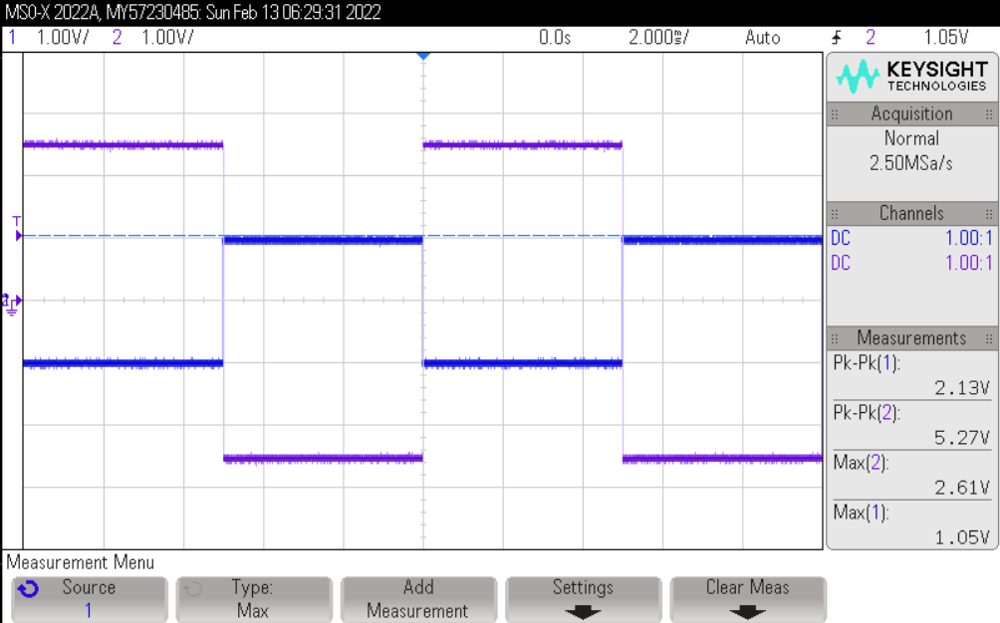 MSO-X 2022A, MY57230485: Sun Feb 13 06:29:31 2022
1 1.00V/ 2 1.00V/ 0.0s 2.000ms/ Auto 2 1.05V
KEYSIGHT
TECHNOLOGIES
Acquisition
Normal
2.50MSa/s
Channels
DC 1.00:1
DC 1.00:1
Measurements
Pk-Pk(1):
2.13V
Pk-Pk(2):
5.27V
Max(2):
2.61V
Max(1):
1.05V
T
2
Measurement Menu
Source
1
Type:
Max
Add
Measurement
Settings
Clear Meas